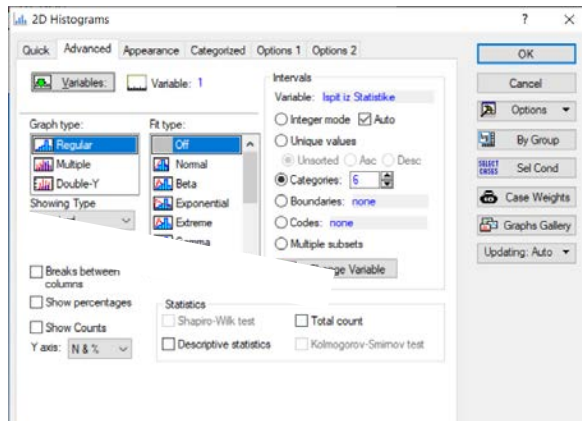 2D Histograms ? ×
Quick Advanced Appearance Categorized Options 1 Options 2
Variables: Variable: 1
Graph type:
Regular
Multiple
Double-Y
Showing Type
Fit type:
Off
Normal
Beta
Exponential
Extreme
Intervals
Variable: Ispit iz Statistike
Integer mode Auto
Unique values
Unsorted Asc Desc
Categories: 6
Boundaries: none
Codes: none
Multiple subsets
Change Variable
Breaks between
columns
Show percentages
Show Counts
Y axis: N & %
Statistics
Shapiro-Wilk test Total count
Descriptive statistics Kolmogorov-Smirnov test
OK
Cancel
Options
By Group
SELECT
CASES Sel Cond
Case Weights
Graphs Gallery
Updating: Auto